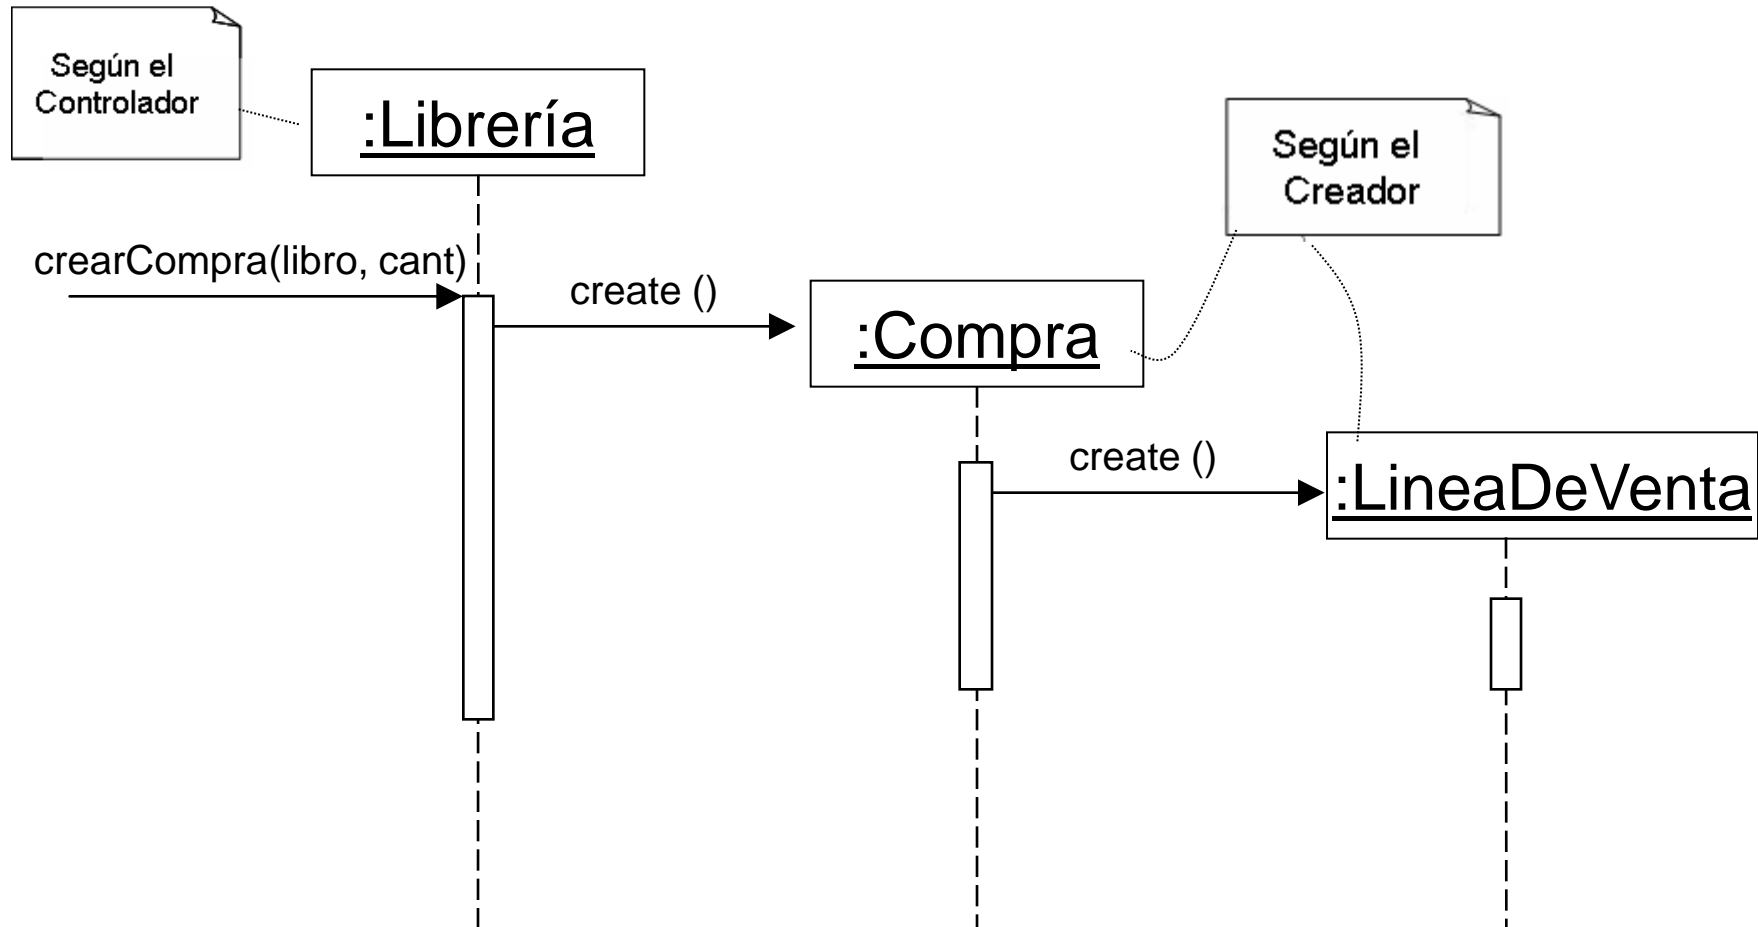 Según el
Controlador
:Librería
Según el
Creador
crearCompra(libro, cant)
create ()
:Compra
create ()
:LineaDeVenta